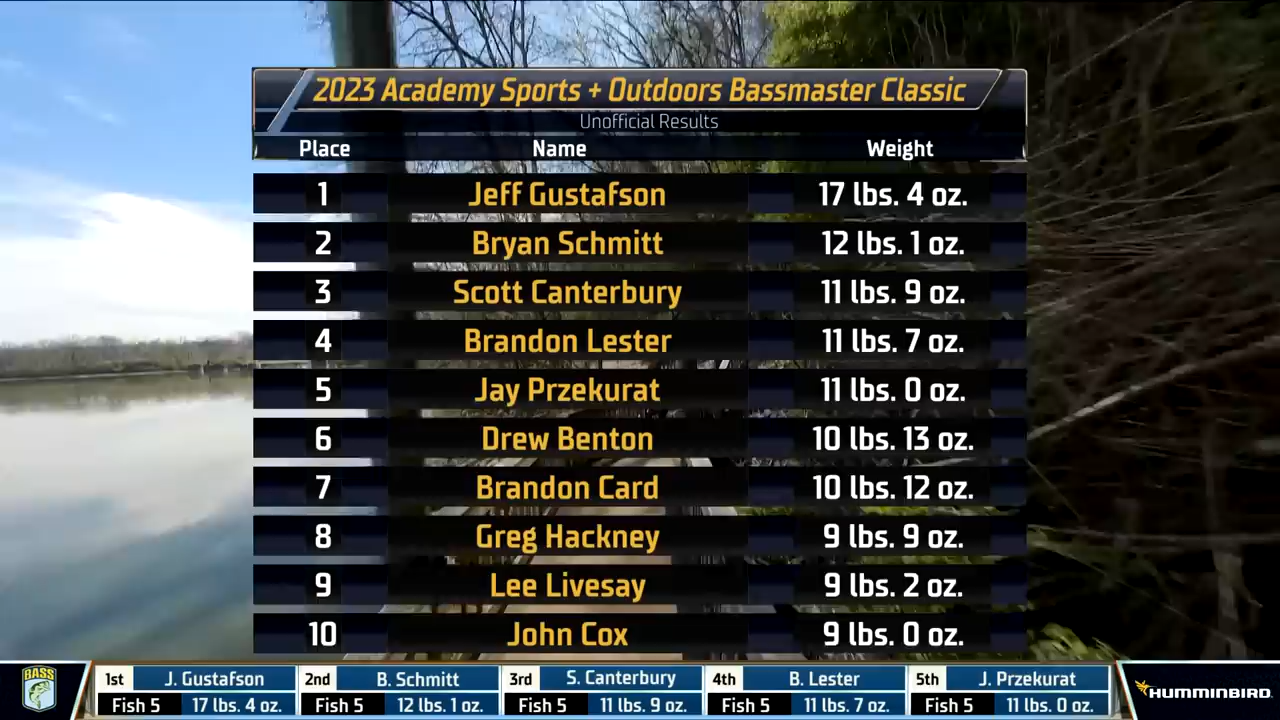 2023 Academy Sports + Outdoors Bassmaster Classic
Unofficial Results
Place Name Weight
1 Jeff Gustafson 17 lbs. 4 oz.
2 Bryan Schmitt 12 lbs. 1 oz.
3 Scott Canterbury 11 lbs. 9 oz.
4 Brandon Lester 11 lbs. 7 oz.
5 Jay Przekurat 11 lbs. 0 oz.
6 Drew Benton 10 lbs. 13 oz.
7 Brandon Card 10 lbs. 12 oz.
8 Greg Hackney 9 lbs. 9 oz.
9 Lee Livesay 9 lbs. 2 oz.
10 John Cox 9 lbs. 0 oz.
BASS
1st J. Gustafson 2nd B. Schmitt 3rd S. Canterbury 4th B. Lester 5th J. Przekurat
Fish 5 17 lbs. 4 oz. Fish 5 12 lbs. 1 oz. Fish 5 11 lbs. 9 oz. Fish 5 11 lbs. 7 oz. Fish 5 11 lbs. 0 oz.
HUMMINBIRD